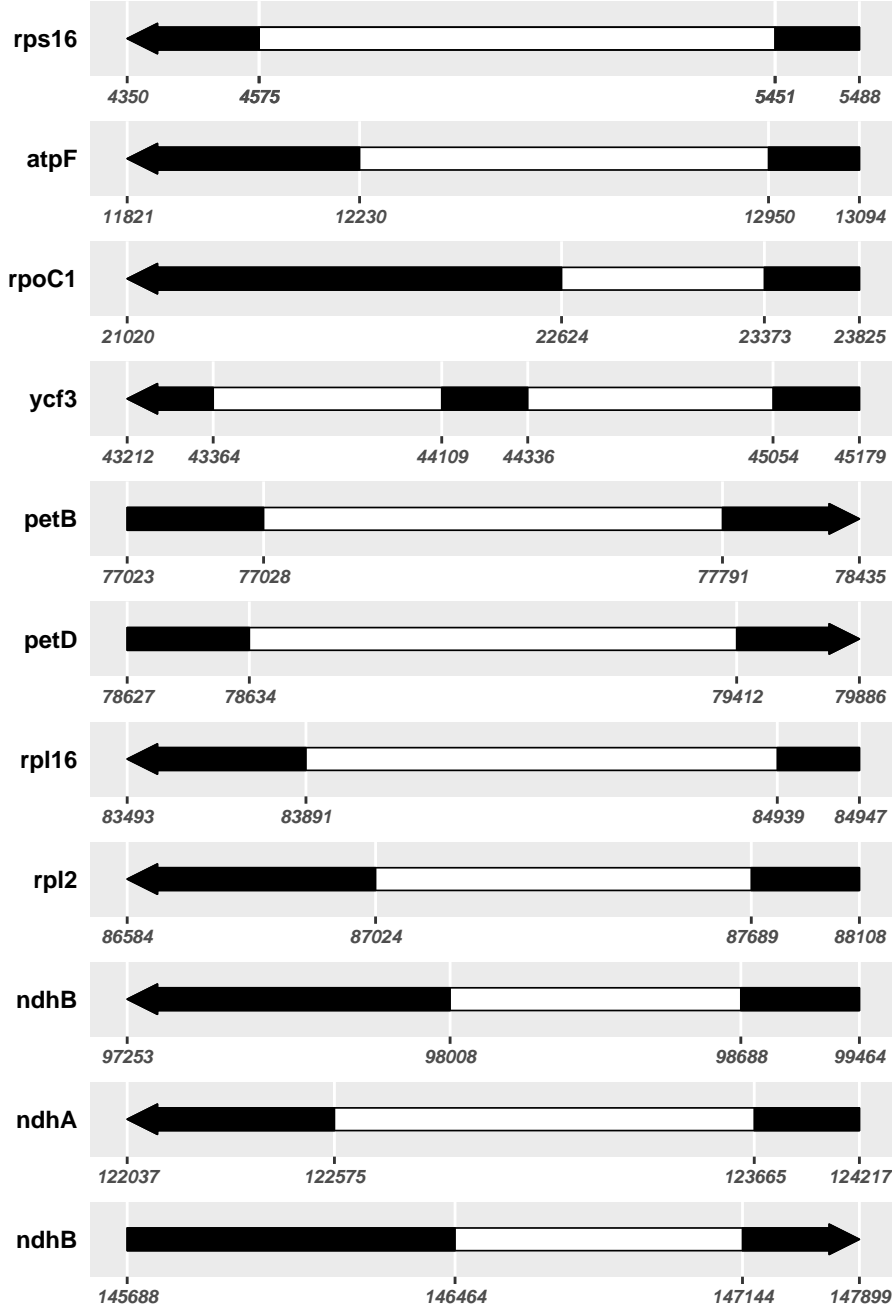 rps16
4350 4575 5451 5488
atpF
11821 12230 12950 13094
rpoC1
21020 22624 23373 23825
ycf3
43212 43364 44109 44336 45054 45179
petB
77023 77028 77791 78435
petD
78627 78634 79412 79886
rpl16
83493 83891 84939 84947
rpl2
86584 87024 87689 88108
ndhB
97253 98008 98688 99464
ndhA
122037 122575 123665 124217
ndhB
145688 146464 147144 147899